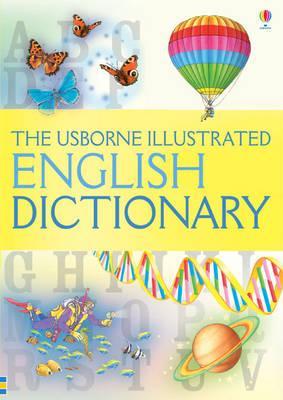 A B C
D F
THE USBORNE ILLUSTRATED
ENGLISH
DICTIONARY
G H I
O P
S T U V